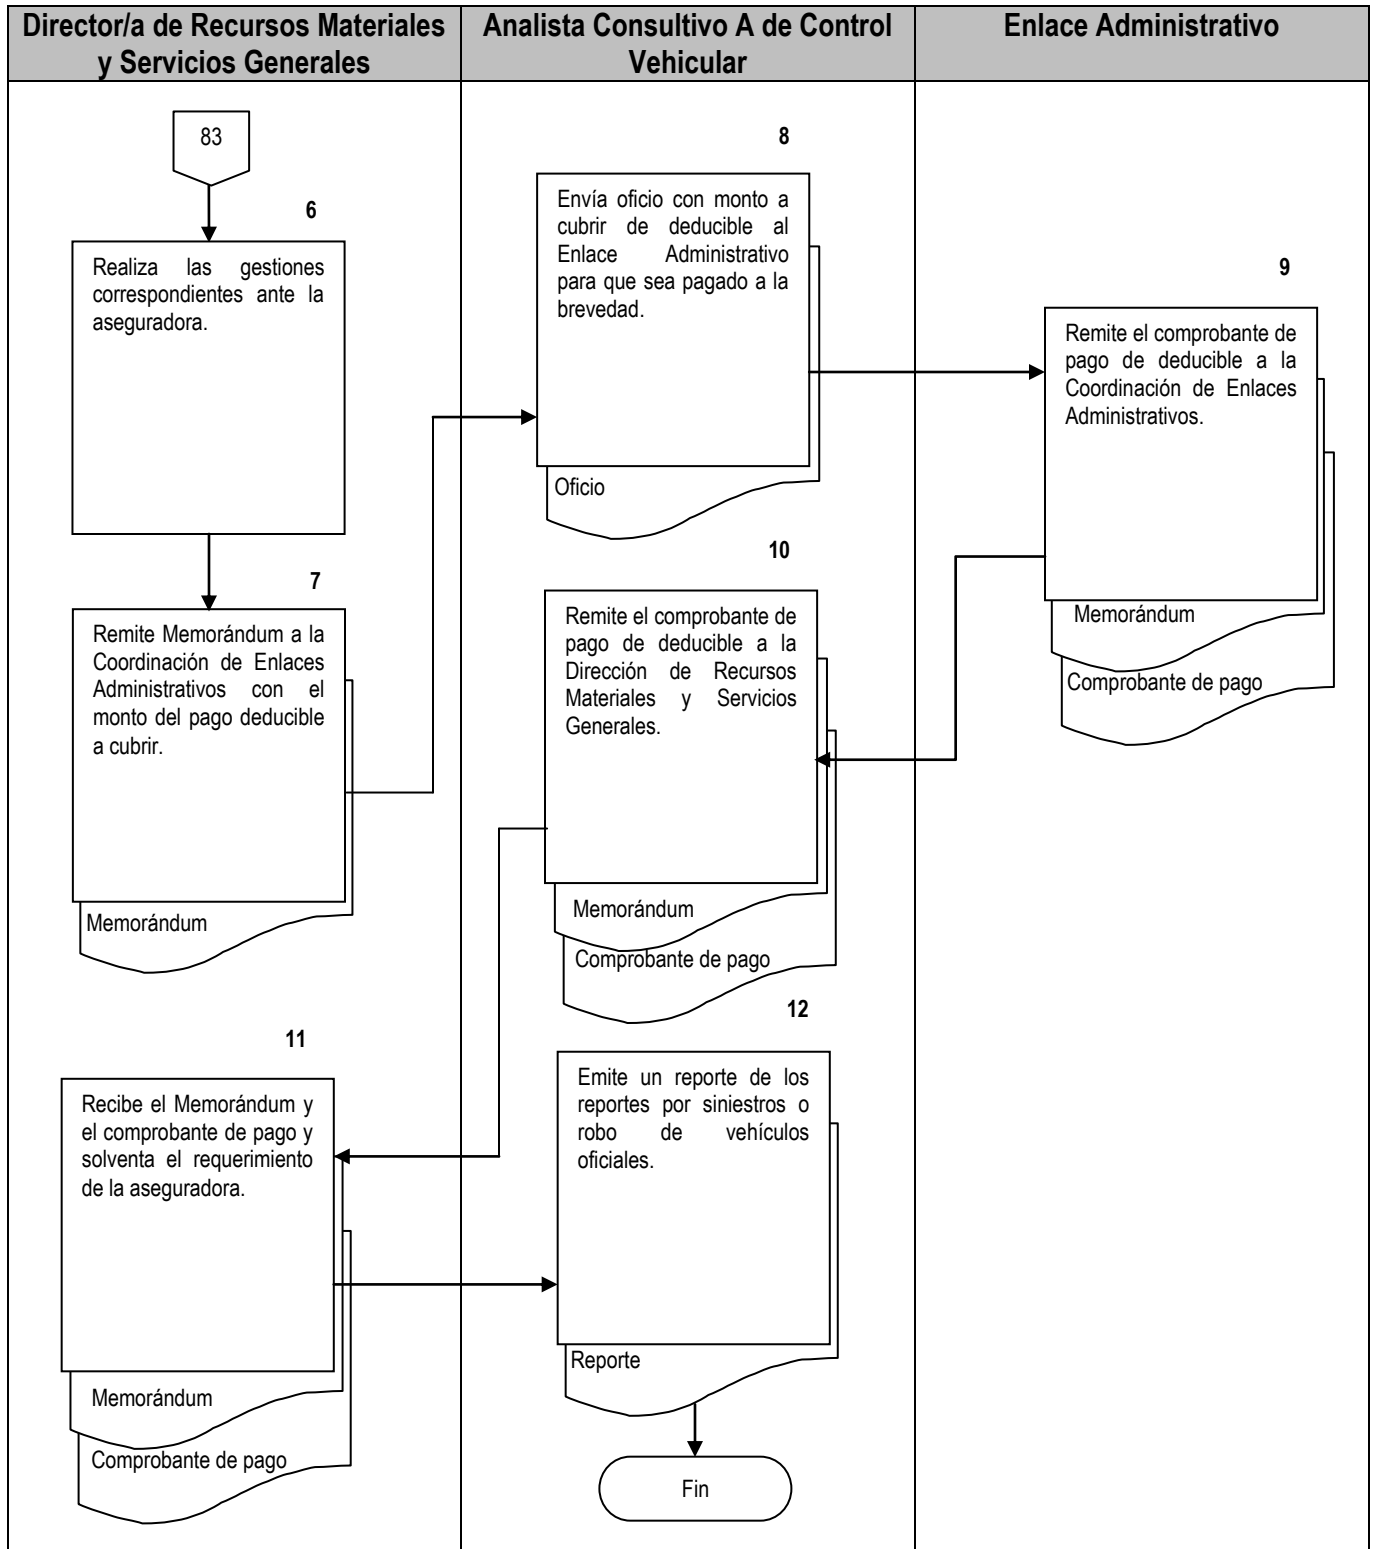 Director/a de Recursos Materiales
y Servicios Generales
Analista Consultivo A de Control
Vehicular
Enlace Administrativo
83
6
Realiza las gestiones
correspondientes ante la
aseguradora.
7
Remite Memorándum a la
Coordinación de Enlaces
Administrativos con el
monto del pago deducible
a cubrir.
Memorándum
8
Envía oficio con monto a
cubrir de deducible al
Enlace Administrativo
para que sea pagado a la
brevedad.
Oficio
9
Remite el comprobante de
pago de deducible a la
Coordinación de Enlaces
Administrativos.
Memorándum
Comprobante de pago
10
Remite el comprobante de
pago de deducible a la
Dirección de Recursos
Materiales y Servicios
Generales.
Memorándum
Comprobante de pago
11
Recibe el Memorándum y
el comprobante de pago y
solventa el requerimiento
de la aseguradora.
Memorándum
Comprobante de pago
12
Emite un reporte de los
reportes por siniestros o
robo de vehículos
oficiales.
Reporte
Fin